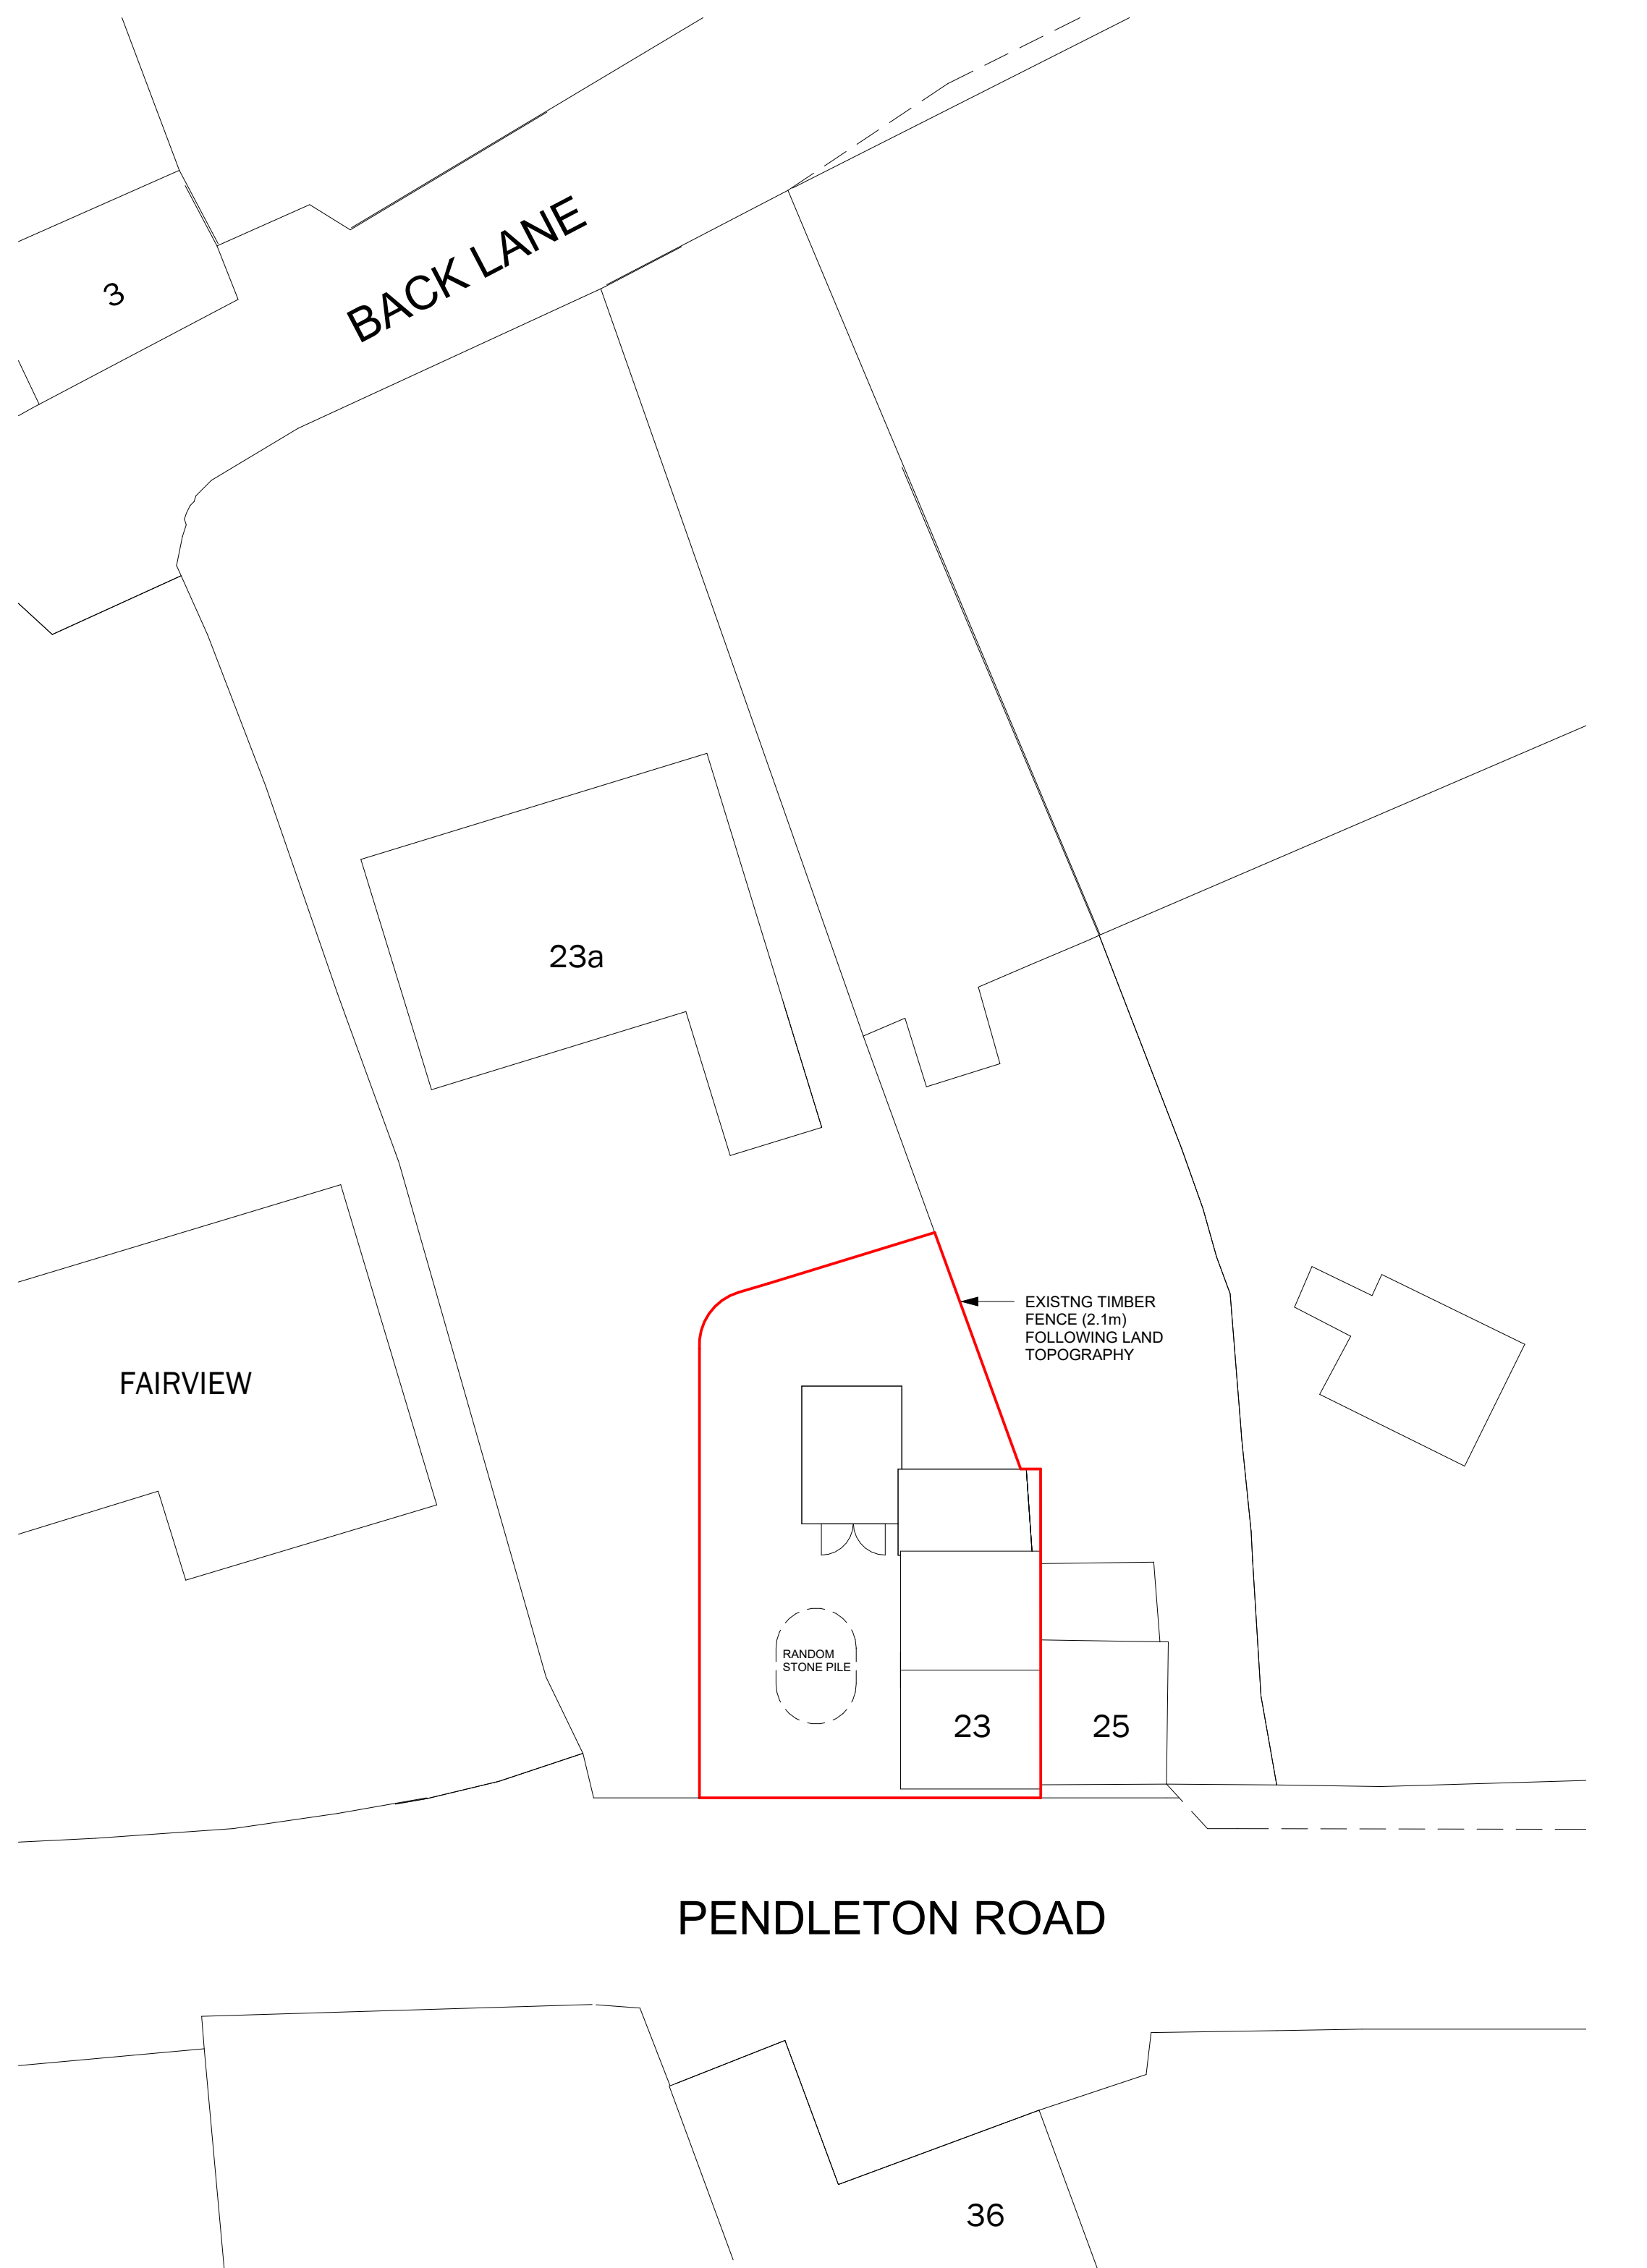 BACK LANE
3
23a
EXISTNG TIMBER
FENCE (2.1m)
FOLLOWING LAND
TOPOGRAPHY
FAIRVIEW
RANDOM
STONE PILE
23
25
PENDLETON ROAD
36